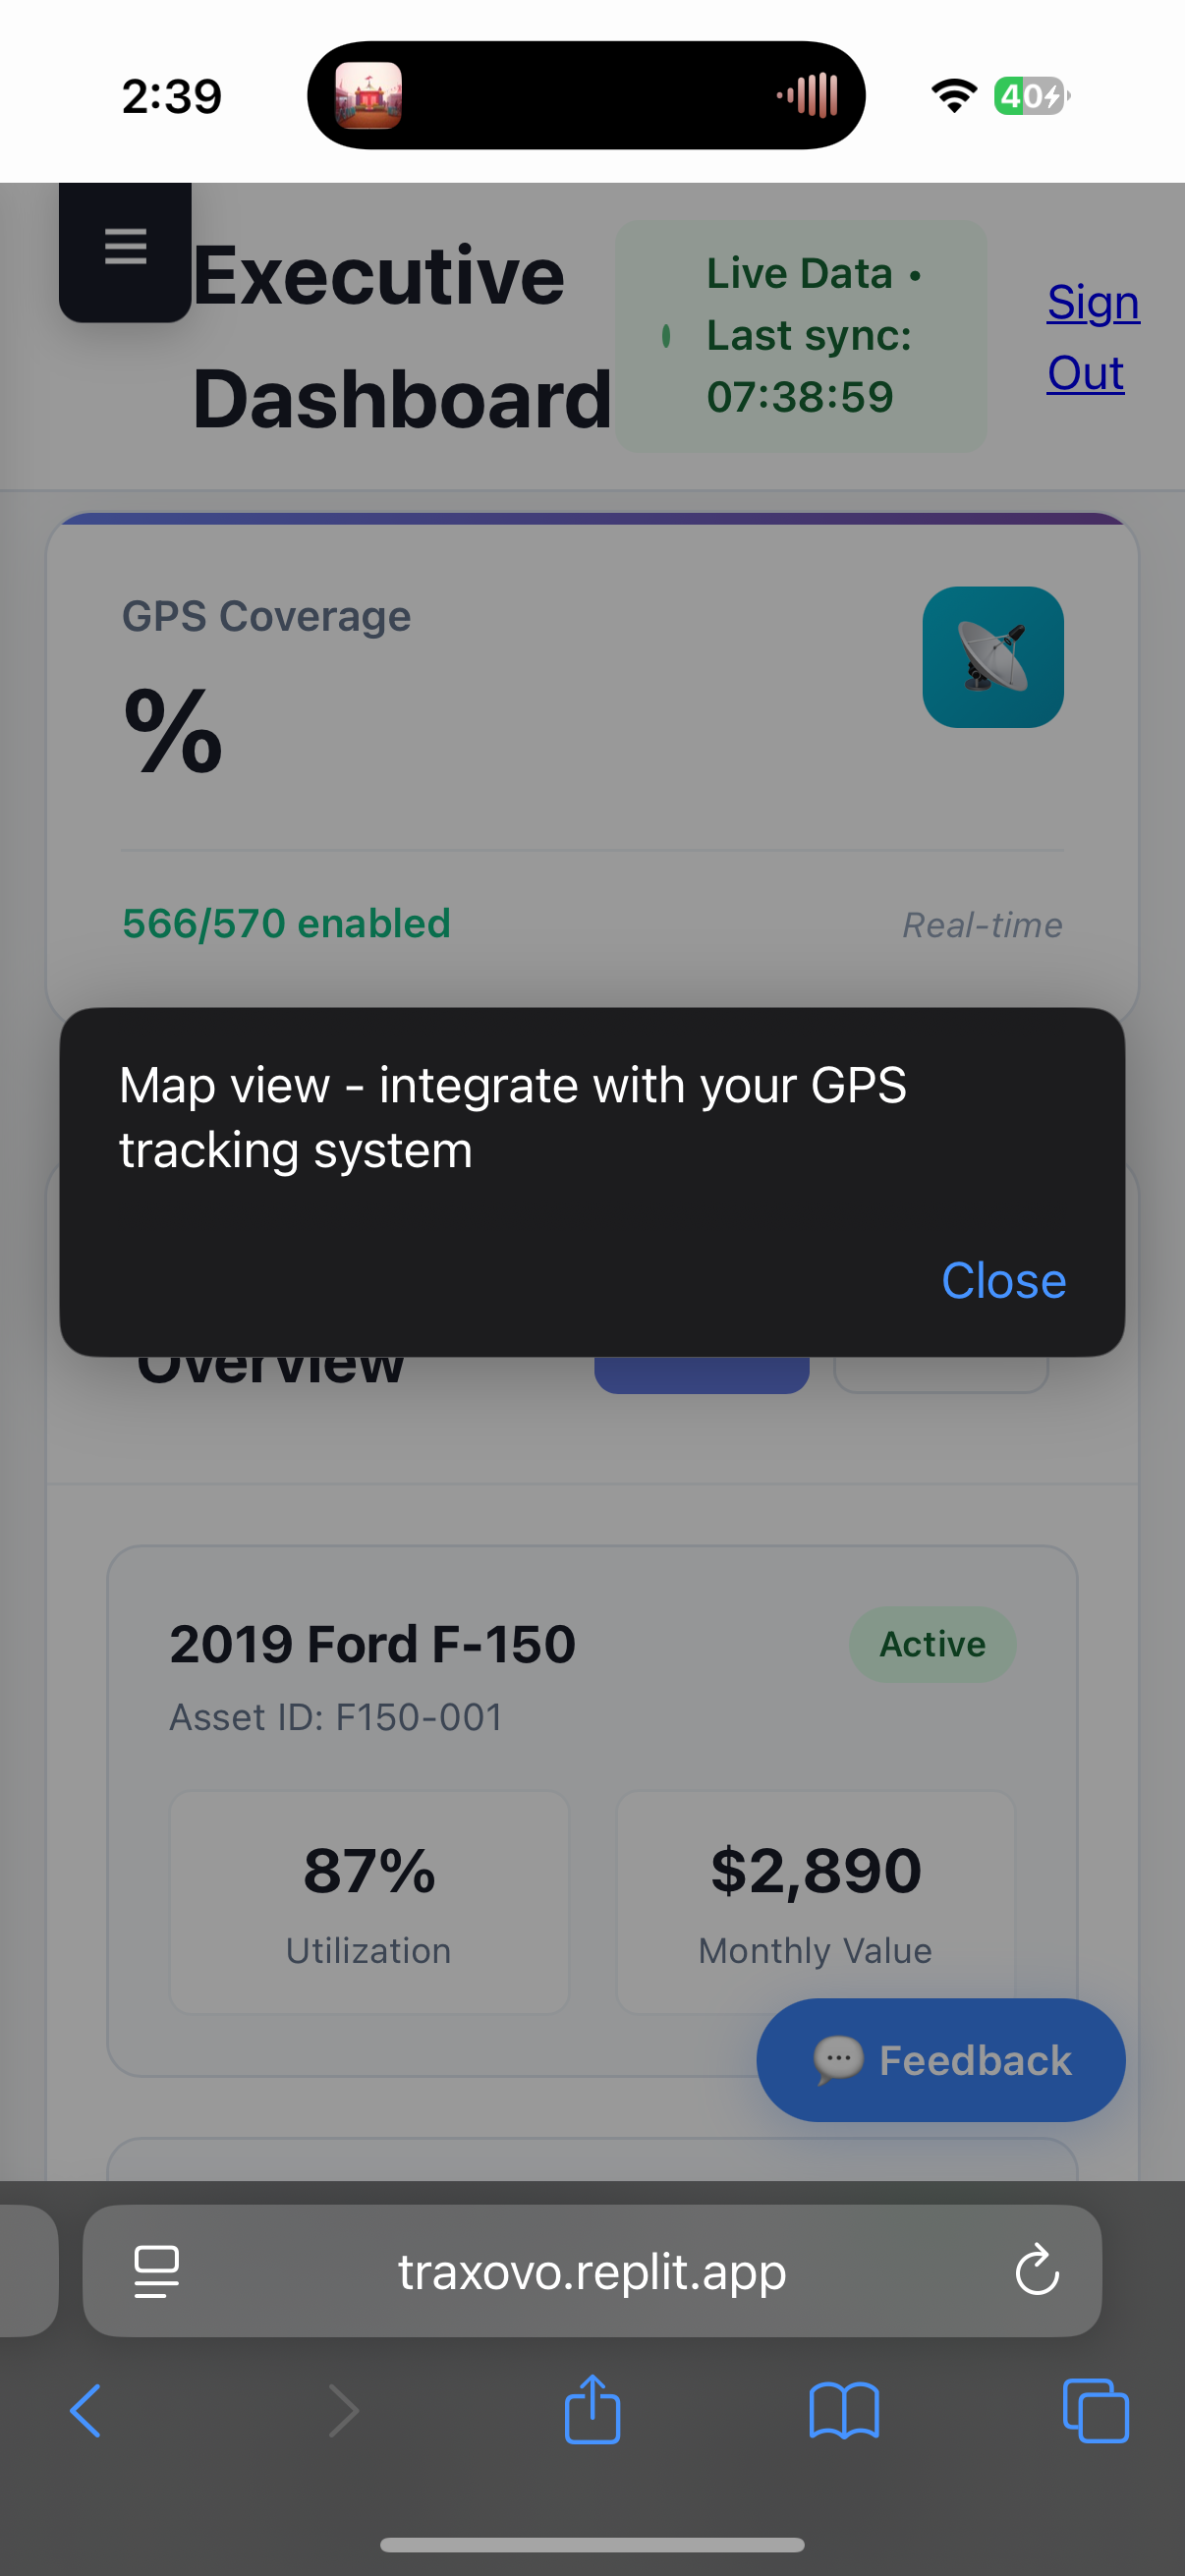 2:39
40
Executive
Dashboard
Live Data •
Last sync:
07:38:59
Sign
Out
GPS Coverage
%
566/570 enabled
Real-time
Map view - integrate with your GPS
tracking system
Close
Overview
2019 Ford F-150
Active
Asset ID: F150-001
87%
Utilization
$2,890
Monthly Value
Feedback
traxovo.replit.app